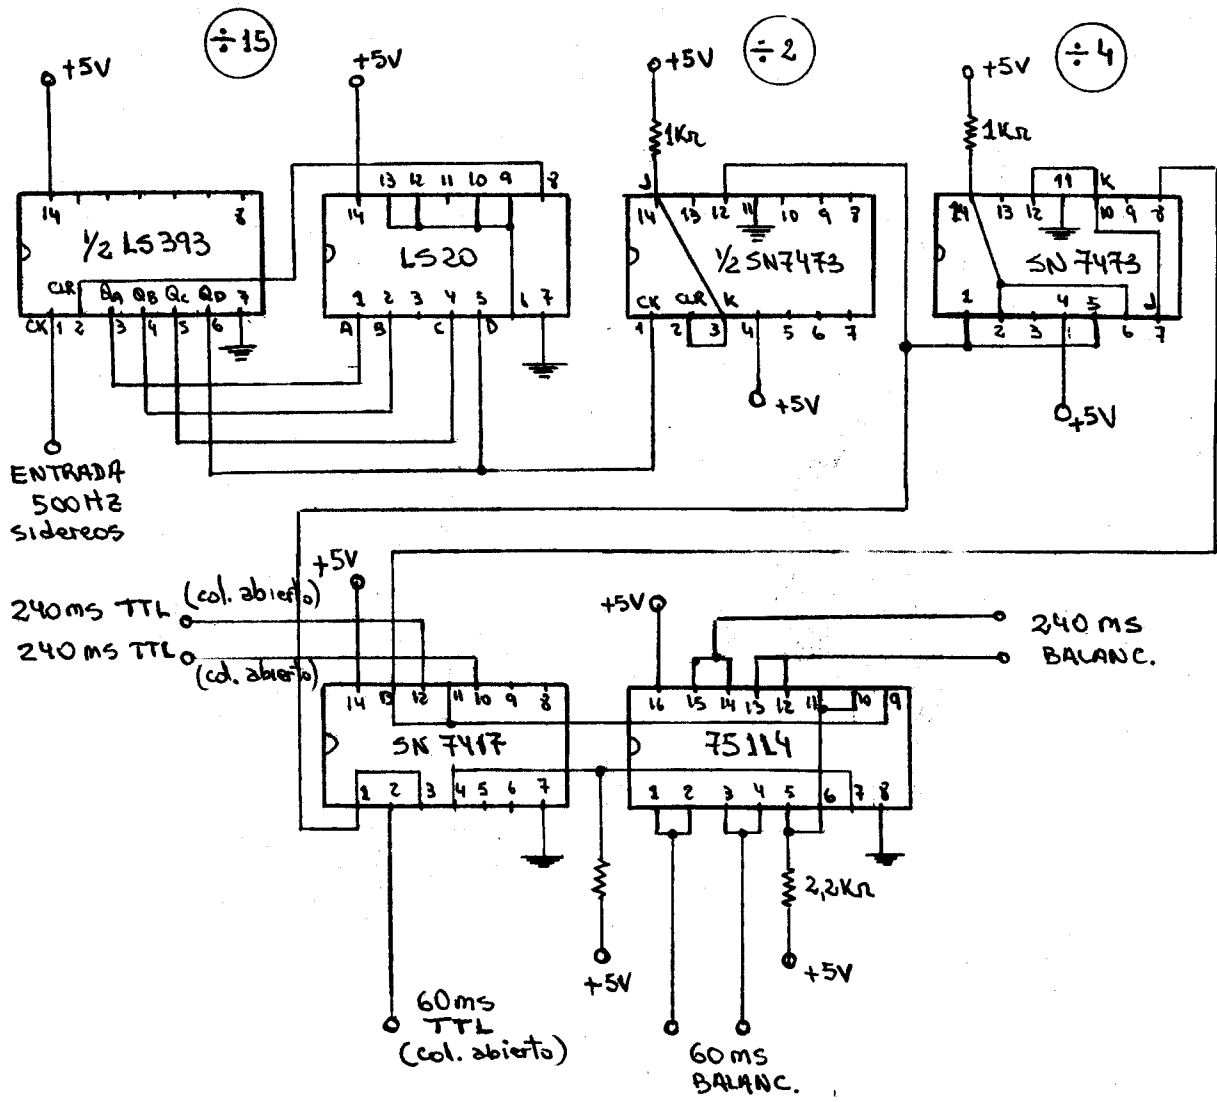 ÷ 15
÷ 2
÷ 4
+5V
+5V
+5V
+5V
1KΩ
1KΩ
14 8
1/2 LS393
CLR QA QB QC QD 7
CK 1 2 3 4 5 6
13 12 11 10 9 8
14
LS20
1 2 3 4 5 6 7
A B C D
J
14 13 12 11 10 9 8
1/2 SN7473
CK CLR K
1 2 3 4 5 6 7
+5V
11 K
14 13 12 10 9 8
SN 7473
1 4 5 J
2 3 6 7
+5V
ENTRADA
500HZ
sidereos
+5V
240ms TTL (col. abierto)
240ms TTL
(col. abierto)
14 13 12 11 10 9 8
SN 7417
1 2 3 4 5 6 7
+5V
240 ms
BALANC.
16 15 14 13 12 11 10 9
75114
1 2 3 4 5 6 7 8
2,2KΩ
+5V
+5V
60ms
TTL
(col. abierto)
60ms
BALANC.